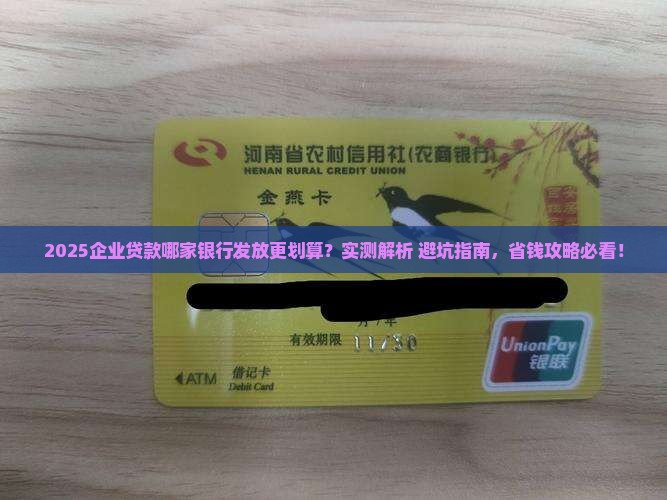 河南省农村信用社(农商银行)
HENAN RURAL CREDIT UNION
金燕卡
2025企业贷款哪家银行发放更划算？实测解析 避坑指南，省钱攻略必看！
月/年
有效期限 11/30
ATM 借记卡
Debit Card
UnionPay
银联